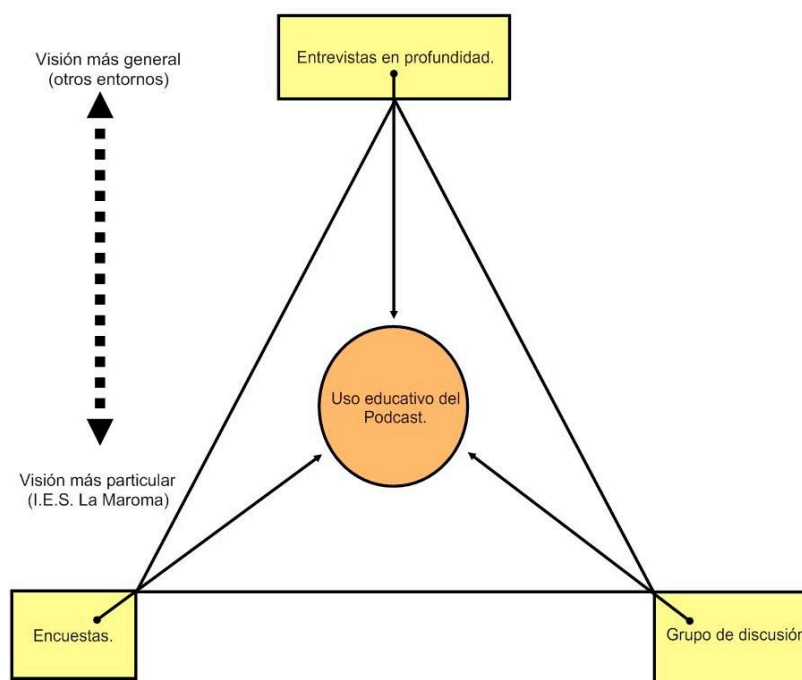 Visión más general
(otros entornos)
Entrevistas en profundidad.
Uso educativo del
Podcast.
Visión más particular
(I.E.S. La Maroma)
Encuestas.
Grupo de discusión